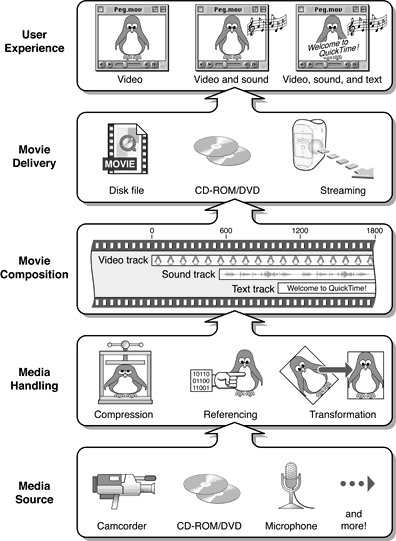 User
Experience
Peg.mov
Peg.mov
Peg.mov
Welcome to
QuickTime!
Video
Video and sound
Video, sound, and text
Movie
Delivery
MOVIE
Disk file
CD-ROM/DVD
Streaming
Movie
Composition
0
600
1200
1800
Video track
Sound track
Text track
Welcome to QuickTime!
Media
Handling
10110
01100
11001
Compression
Referencing
Transformation
Media
Source
Camcorder
CD-ROM/DVD
Microphone
and
more!